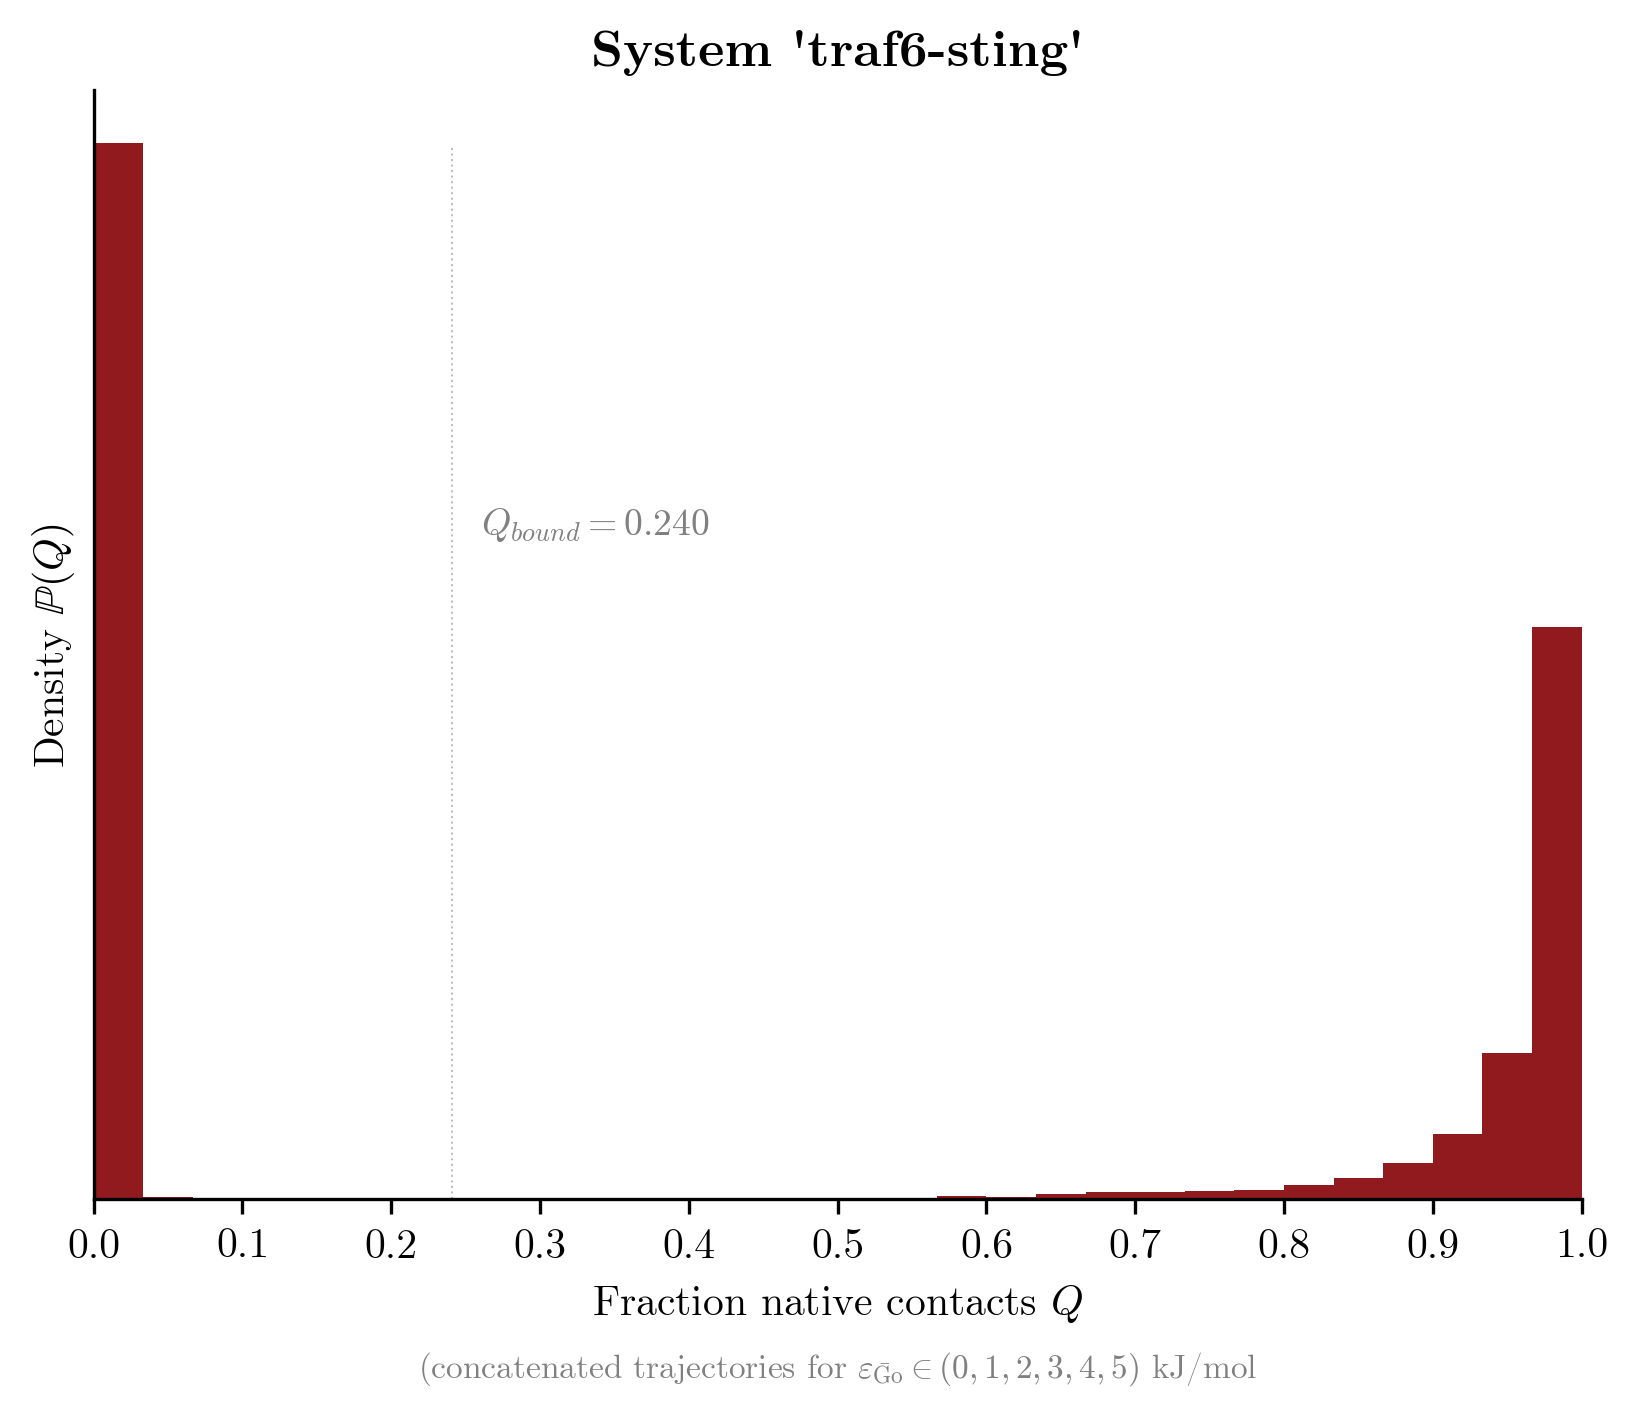 System 'traf6-sting'
Density ℙ(Q)
Q_bound = 0.240
0.0 0.1 0.2 0.3 0.4 0.5 0.6 0.7 0.8 0.9 1.0
Fraction native contacts Q
(concatenated trajectories for ε_Ḡo ∈ (0, 1, 2, 3, 4, 5) kJ/mol